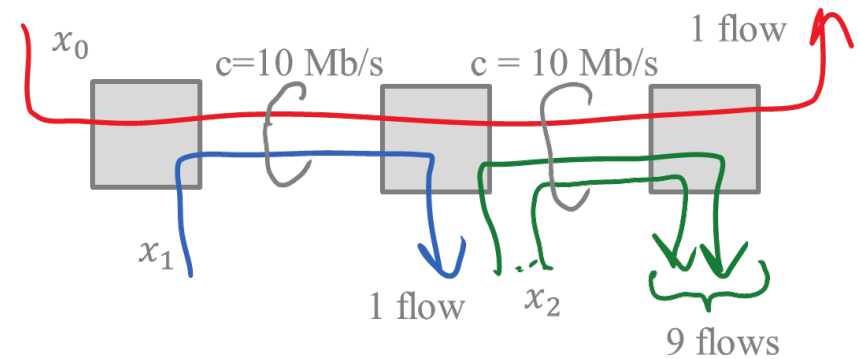 1 flow
x₀
c=10 Mb/s
c = 10 Mb/s
x₁
1 flow
x₂
9 flows